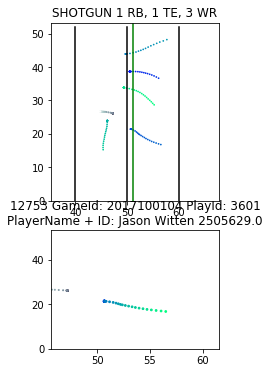 SHOTGUN 1 RB, 1 TE, 3 WR
50
40
30
20
10
0
40 50 60
12753 GameId: 2017100104 PlayId: 3601
PlayerName + ID: Jason Witten 2505629.0
40
20
0
50 55 60